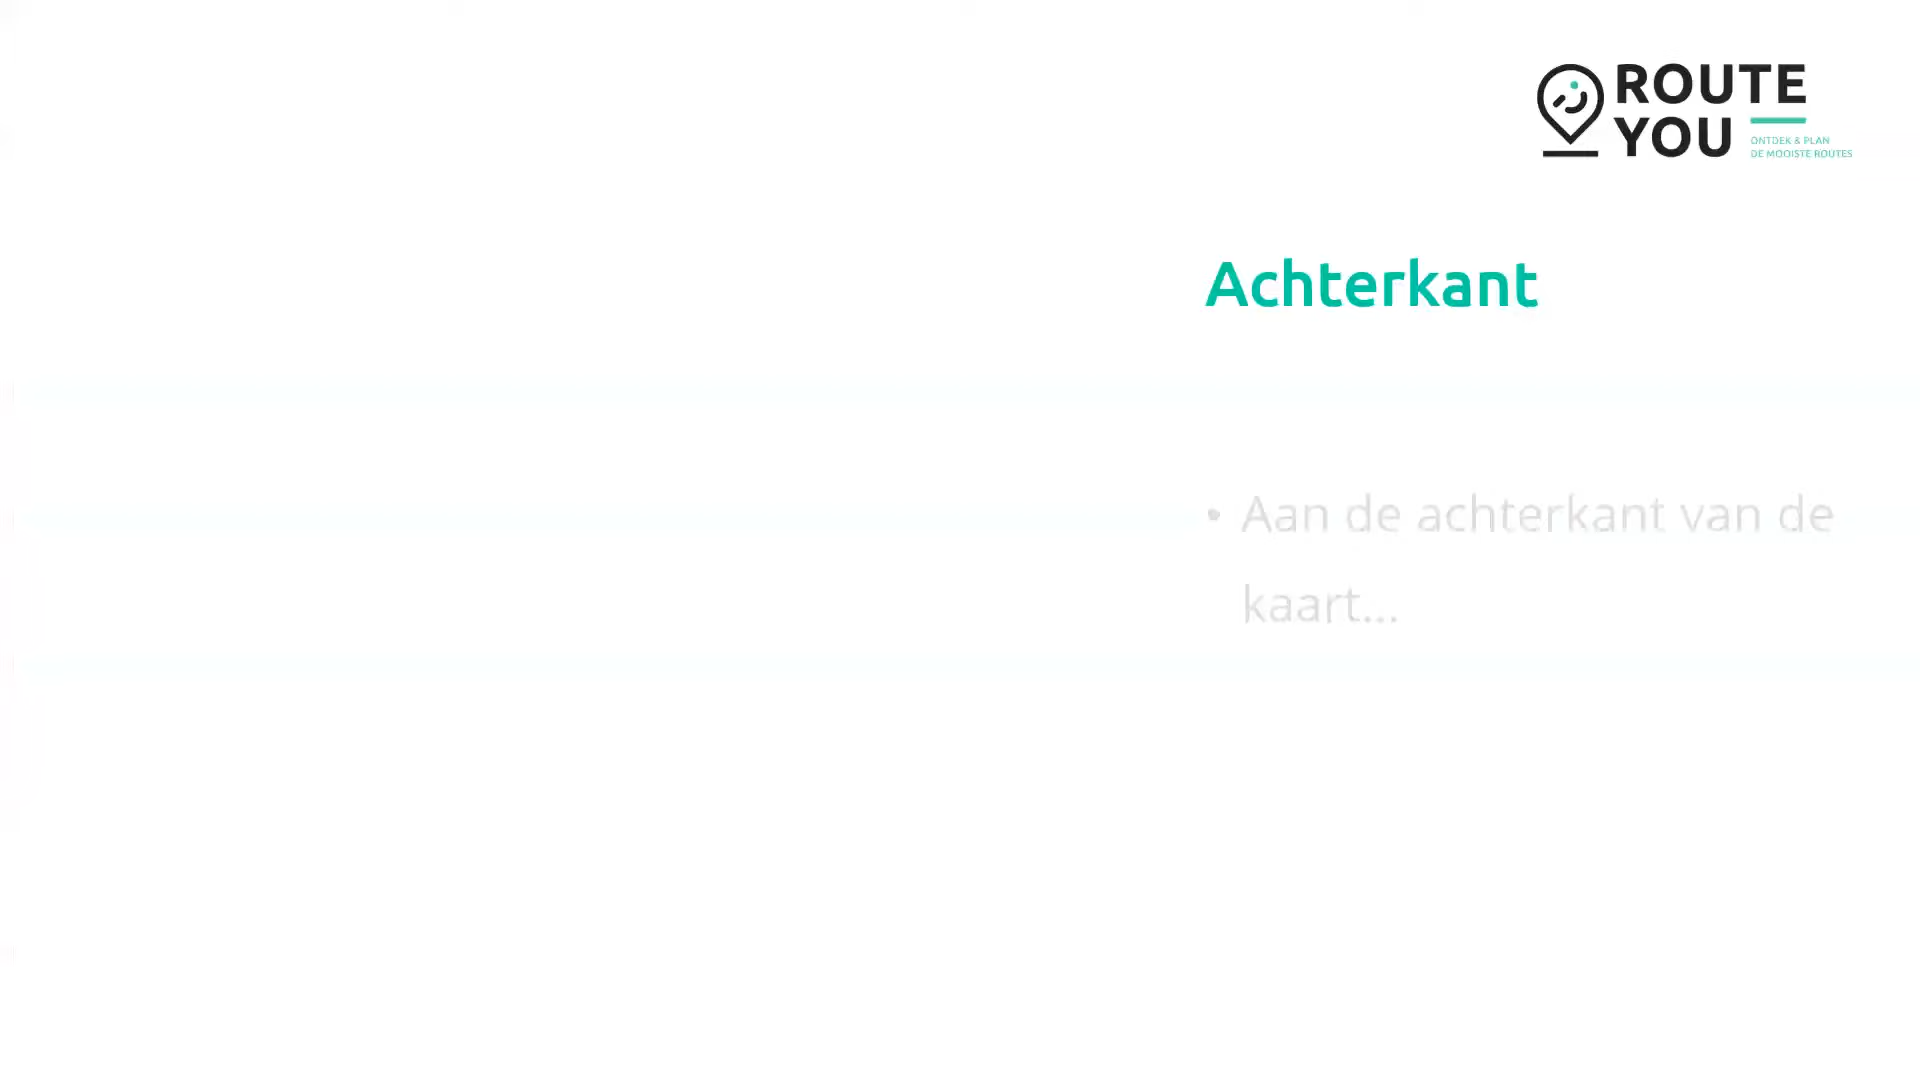 ROUTE
YOU
ONTDEK & PLAN
DE MOOISTE ROUTES
Achterkant
• Aan de achterkant van de
kaart...